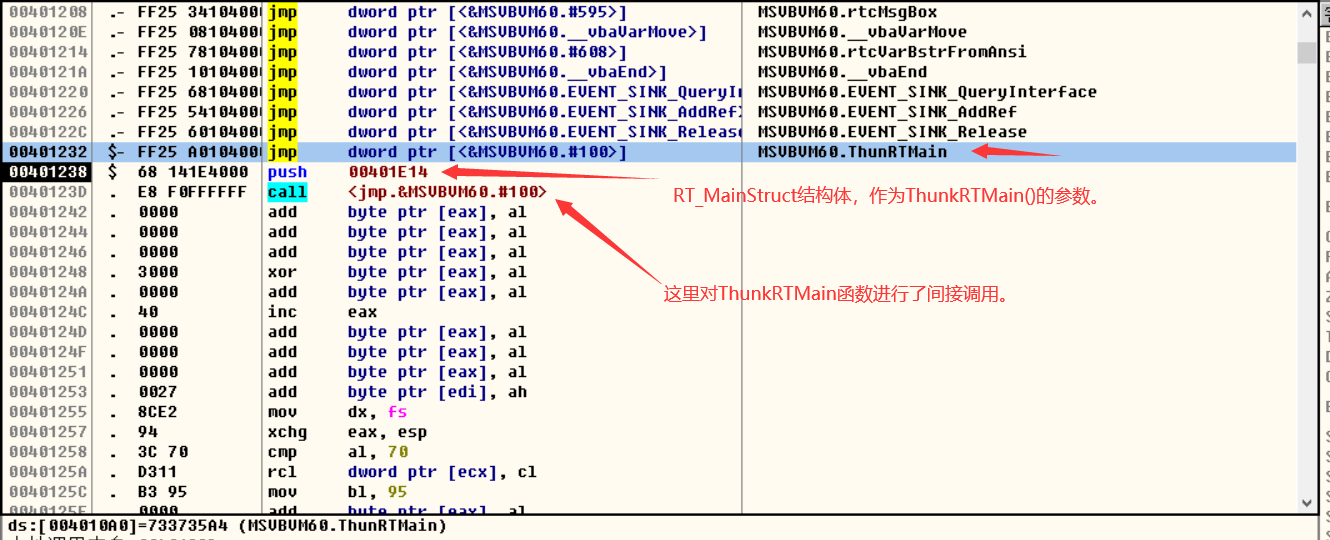 00401208 .- FF25 34104000 jmp dword ptr [<&MSVBVM60.#595>] MSVBVM60.rtcMsgBox
0040120E .- FF25 08104000 jmp dword ptr [<&MSVBVM60.__vbaVarMove>] MSVBVM60.__vbaVarMove
00401214 .- FF25 78104000 jmp dword ptr [<&MSVBVM60.#608>] MSVBVM60.rtcVarBstrFromAnsi
0040121A .- FF25 10104000 jmp dword ptr [<&MSVBVM60.__vbaEnd>] MSVBVM60.__vbaEnd
00401220 .- FF25 68104000 jmp dword ptr [<&MSVBVM60.EVENT_SINK_QueryIn MSVBVM60.EVENT_SINK_QueryInterface
00401226 .- FF25 54104000 jmp dword ptr [<&MSVBVM60.EVENT_SINK_AddRef> MSVBVM60.EVENT_SINK_AddRef
0040122C .- FF25 60104000 jmp dword ptr [<&MSVBVM60.EVENT_SINK_Release MSVBVM60.EVENT_SINK_Release
00401232 $- FF25 A0104000 jmp dword ptr [<&MSVBVM60.#100>] MSVBVM60.ThunRTMain
00401238 $ 68 141E4000 push 00401E14
RT_MainStruct结构体，作为ThunkRTMain()的参数。
0040123D . E8 F0FFFFFF call <jmp.&MSVBVM60.#100>
00401242 . 0000 add byte ptr [eax], al
00401244 . 0000 add byte ptr [eax], al
00401246 . 0000 add byte ptr [eax], al
00401248 . 3000 xor byte ptr [eax], al
0040124A . 0000 add byte ptr [eax], al
这里对ThunkRTMain函数进行了间接调用。
0040124C . 40 inc eax
0040124D . 0000 add byte ptr [eax], al
0040124F . 0000 add byte ptr [eax], al
00401251 . 0000 add byte ptr [eax], al
00401253 . 0027 add byte ptr [edi], ah
00401255 . 8CE2 mov dx, fs
00401257 . 94 xchg eax, esp
00401258 . 3C 70 cmp al, 70
0040125A . D311 rcl dword ptr [ecx], cl
0040125C . B3 95 mov bl, 95
0040125E . 0000 add byte ptr [eax], al
ds:[004010A0]=733735A4 (MSVBVM60.ThunRTMain)